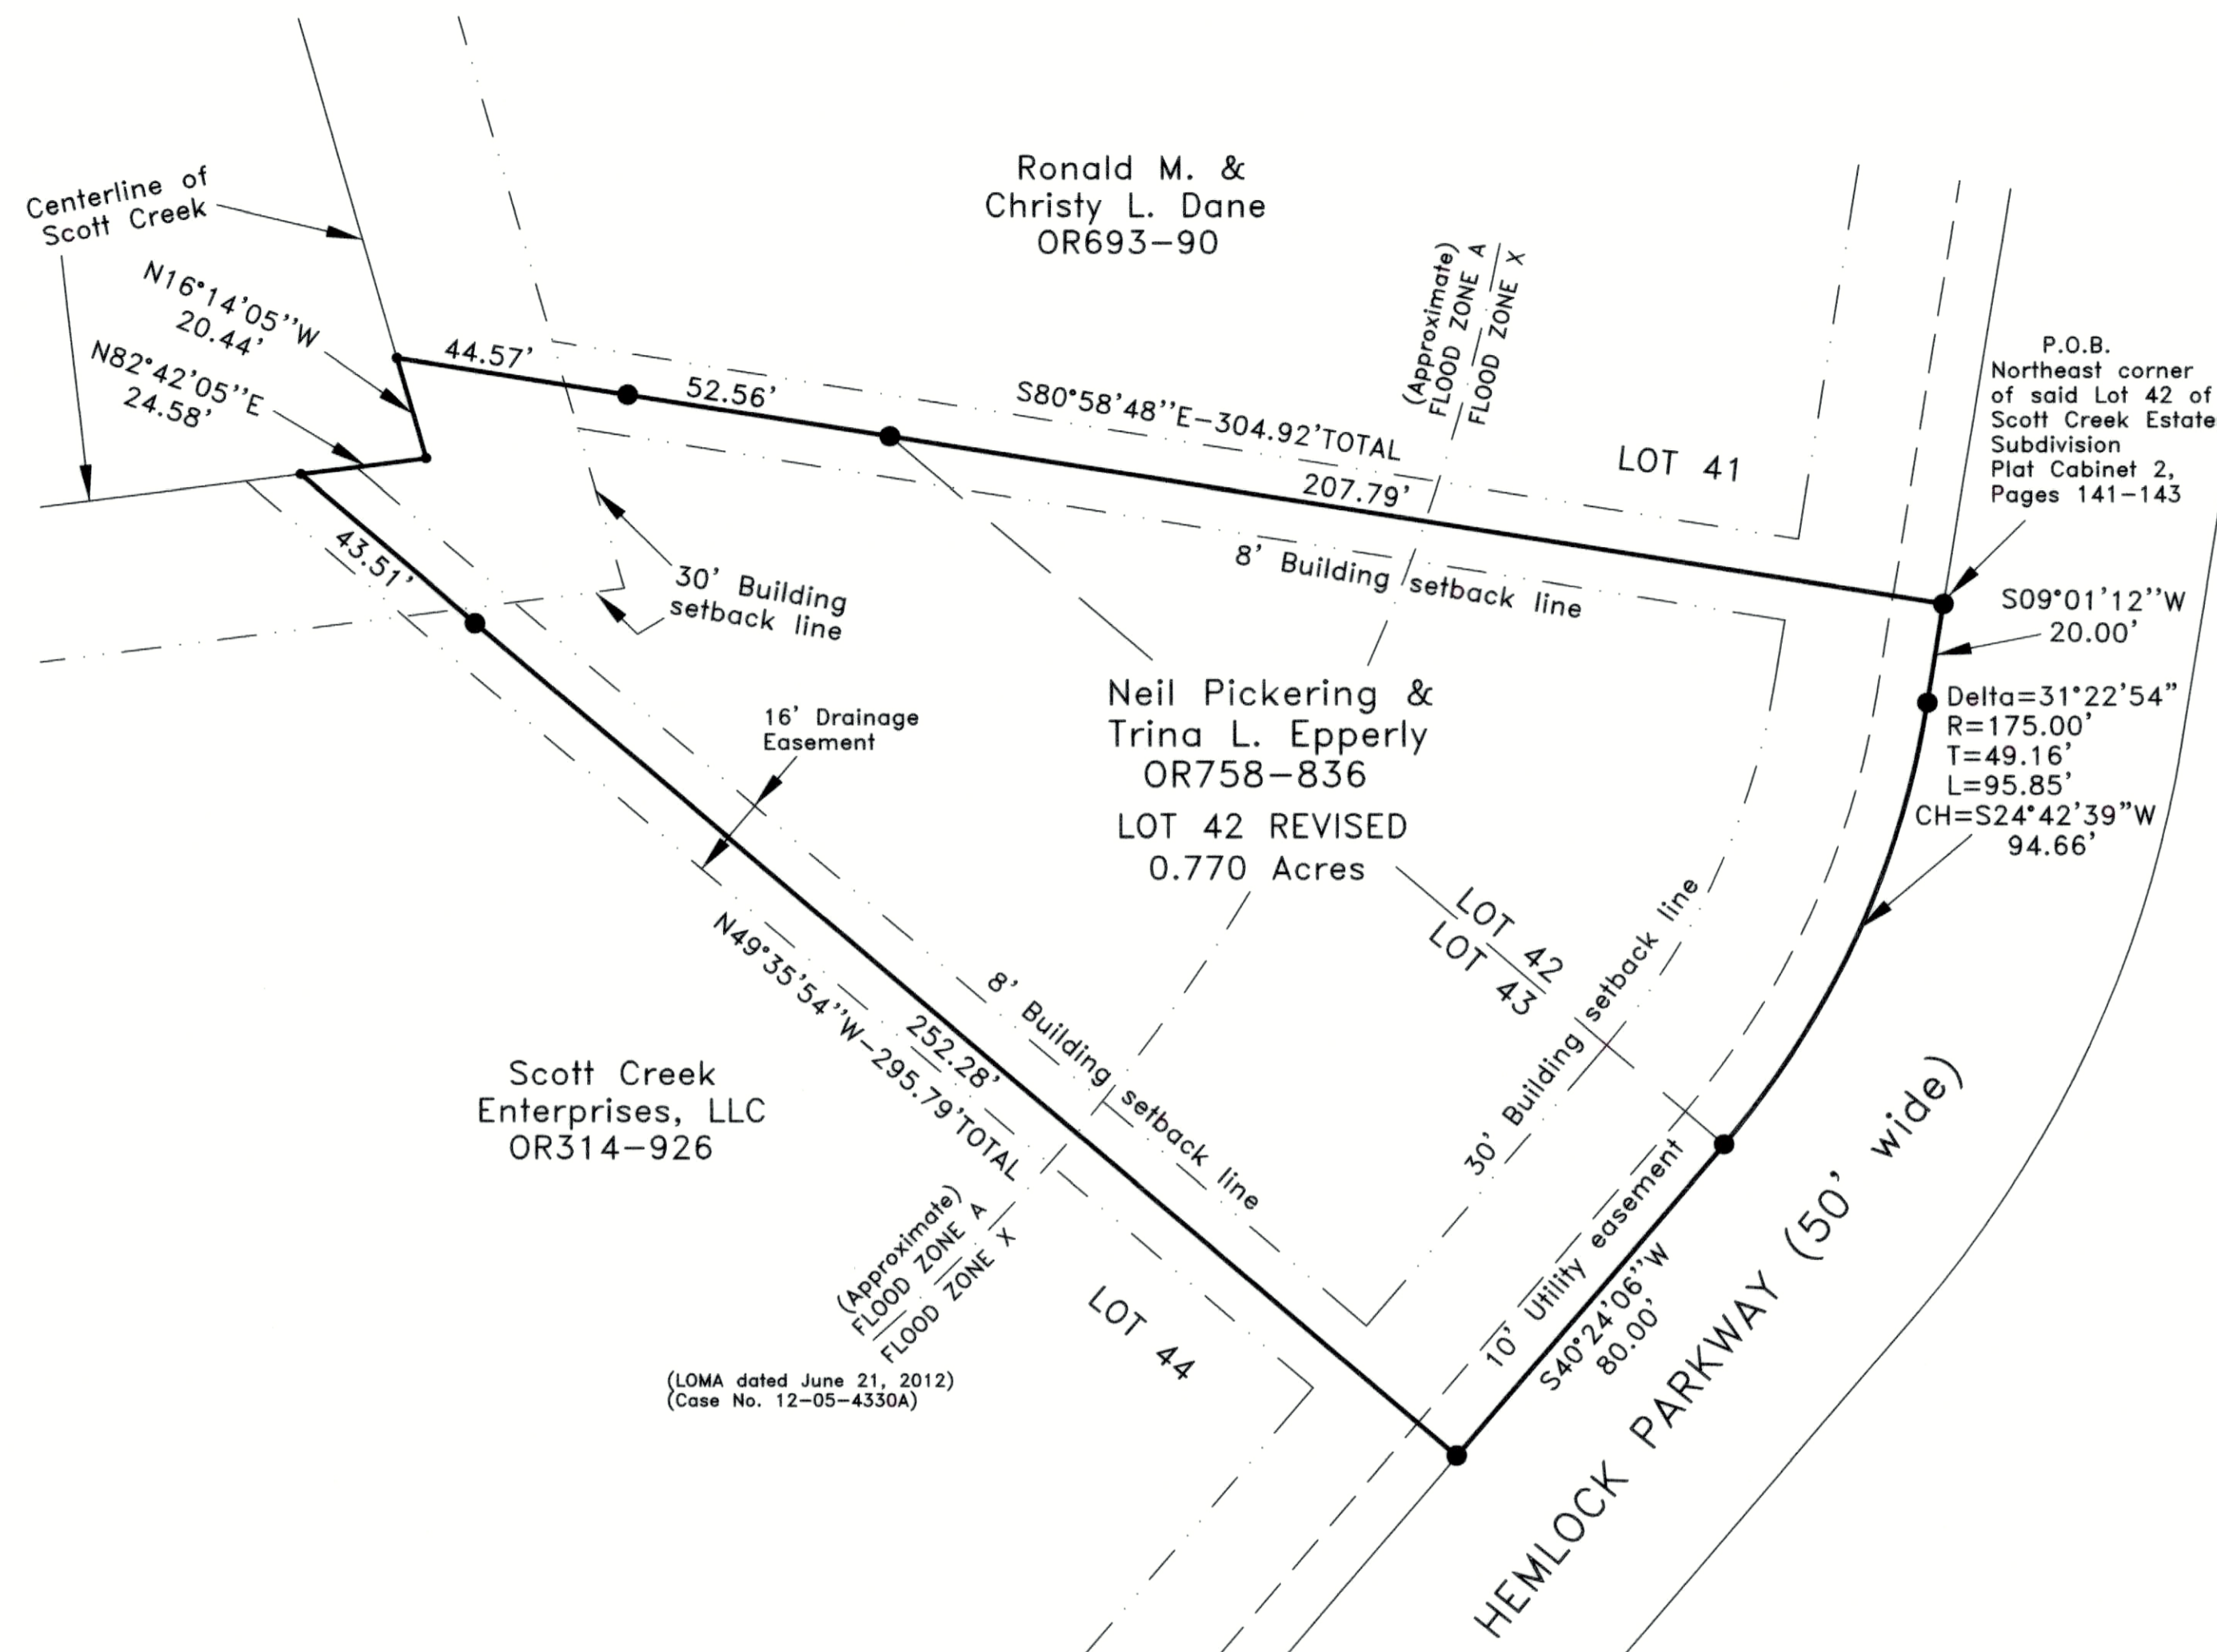 Centerline of
Scott Creek
N16°14'05''W
20.44'
N82°42'05''E
24.58'
44.57'
52.56'
Ronald M. &
Christy L. Dane
OR693-90
(Approximate)
FLOOD ZONE A
FLOOD ZONE X
S80°58'48''E-304.92'TOTAL
207.79'
LOT 41
P.O.B.
Northeast corner
of said Lot 42 of
Scott Creek Estate
Subdivision
Plat Cabinet 2,
Pages 141-143
8' Building setback line
S09°01'12''W
20.00'
43.51'
30' Building
setback line
Neil Pickering &
Trina L. Epperly
OR758-836
LOT 42 REVISED
0.770 Acres
Delta=31°22'54"
R=175.00'
T=49.16'
L=95.85'
CH=S24°42'39"W
94.66'
16' Drainage
Easement
LOT 42
LOT 43
30' Building setback line
N49°35'54''W-295.79'TOTAL
252.28'
8' Building setback line
Scott Creek
Enterprises, LLC
OR314-926
(Approximate)
FLOOD ZONE A
FLOOD ZONE X
LOT 44
(LOMA dated June 21, 2012)
(Case No. 12-05-4330A)
10' Utility easement
S40°24'06''W
80.00'
HEMLOCK PARKWAY (50' wide)